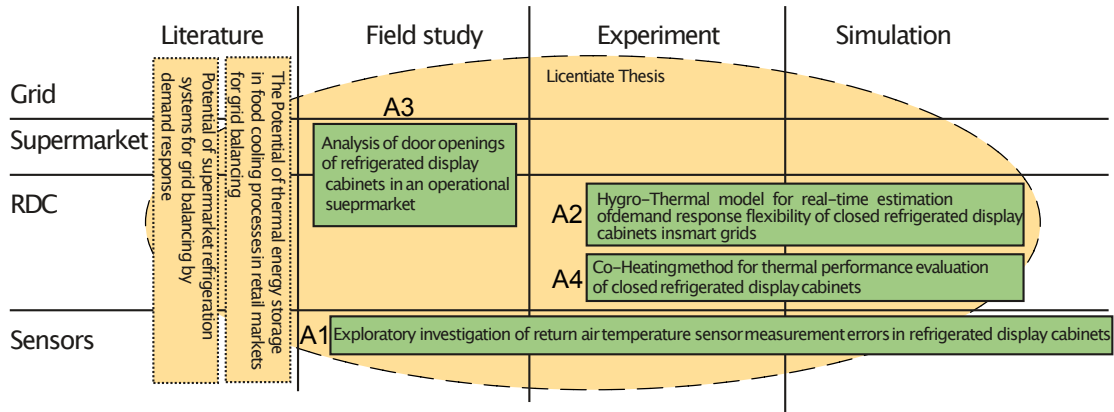 Literature
Field study
Experiment
Simulation
Licentiate Thesis
Grid
Supermarket
RDC
Sensors
Potential of supermarket refrigeration
systems for grid balancing by
demand response
The Potential of thermal energy storage
in food cooling processes in retail markets
for grid balancing
A3
Analysis of door openings
of refrigerated display
cabinets in an operational
sueprmarket
A2
Hygro-Thermal model for real-time estimation
ofdemand response flexibility of closed refrigerated display
cabinets insmart grids
A4
Co-Heatingmethod for thermal performance evaluation
of closed refrigerated display cabinets
A1
Exploratory investigation of return air temperature sensor measurement errors in refrigerated display cabinets